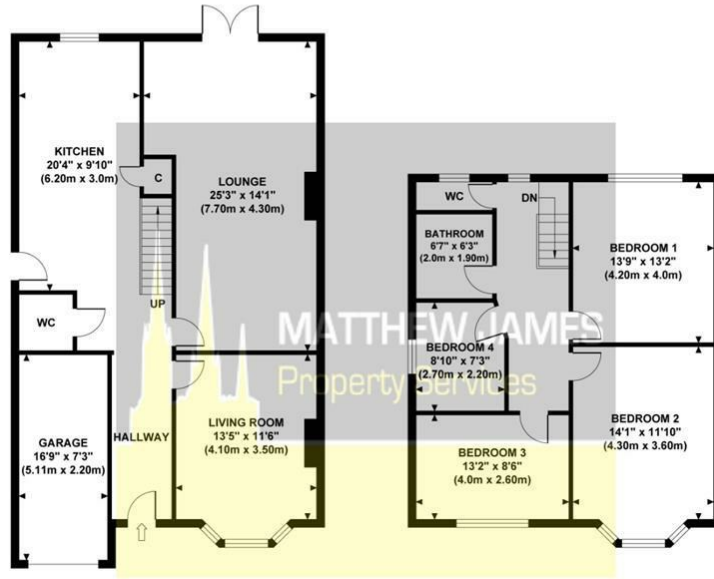 KITCHEN
20'4" x 9'10"
(6.20m x 3.0m)
C
LOUNGE
25'3" x 14'1"
(7.70m x 4.30m)
UP
WC
GARAGE
16'9" x 7'3"
(5.11m x 2.20m)
HALLWAY
LIVING ROOM
13'5" x 11'6"
(4.10m x 3.50m)
WC
DN
BATHROOM
6'7" x 6'3"
(2.0m x 1.90m)
BEDROOM 1
13'9" x 13'2"
(4.20m x 4.0m)
BEDROOM 4
8'10" x 7'3"
(2.70m x 2.20m)
BEDROOM 2
14'1" x 11'10"
(4.30m x 3.60m)
BEDROOM 3
13'2" x 8'6"
(4.0m x 2.60m)
MATTHEW JAMES
Property Services